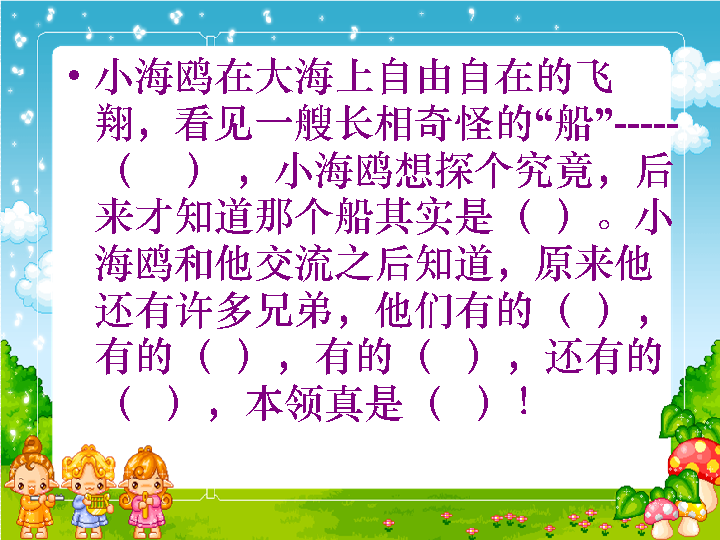 • 小海鸥在大海上自由自在的飞
翔，看见一艘长相奇怪的“船”-----
（ ），小海鸥想探个究竟，后
来才知道那个船其实是（ ）。小
海鸥和他交流之后知道，原来他
还有许多兄弟，他们有的（ ），
有的（ ），有的（ ），还有的
（ ），本领真是（ ）！